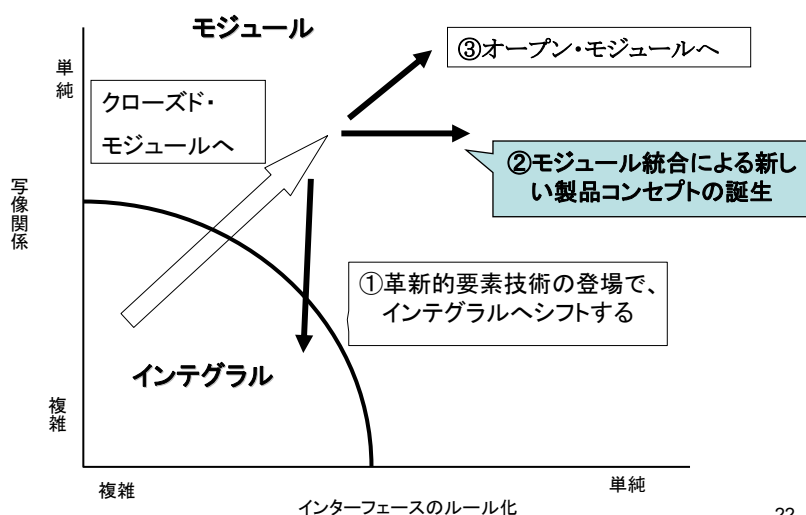 モジュール
③オープン・モジュールへ
単純
クローズド・
モジュールへ
②モジュール統合による新し
い製品コンセプトの誕生
写像関係
①革新的要素技術の登場で、
インテグラルへシフトする
インテグラル
複雑
複雑
単純
インターフェースのルール化
22